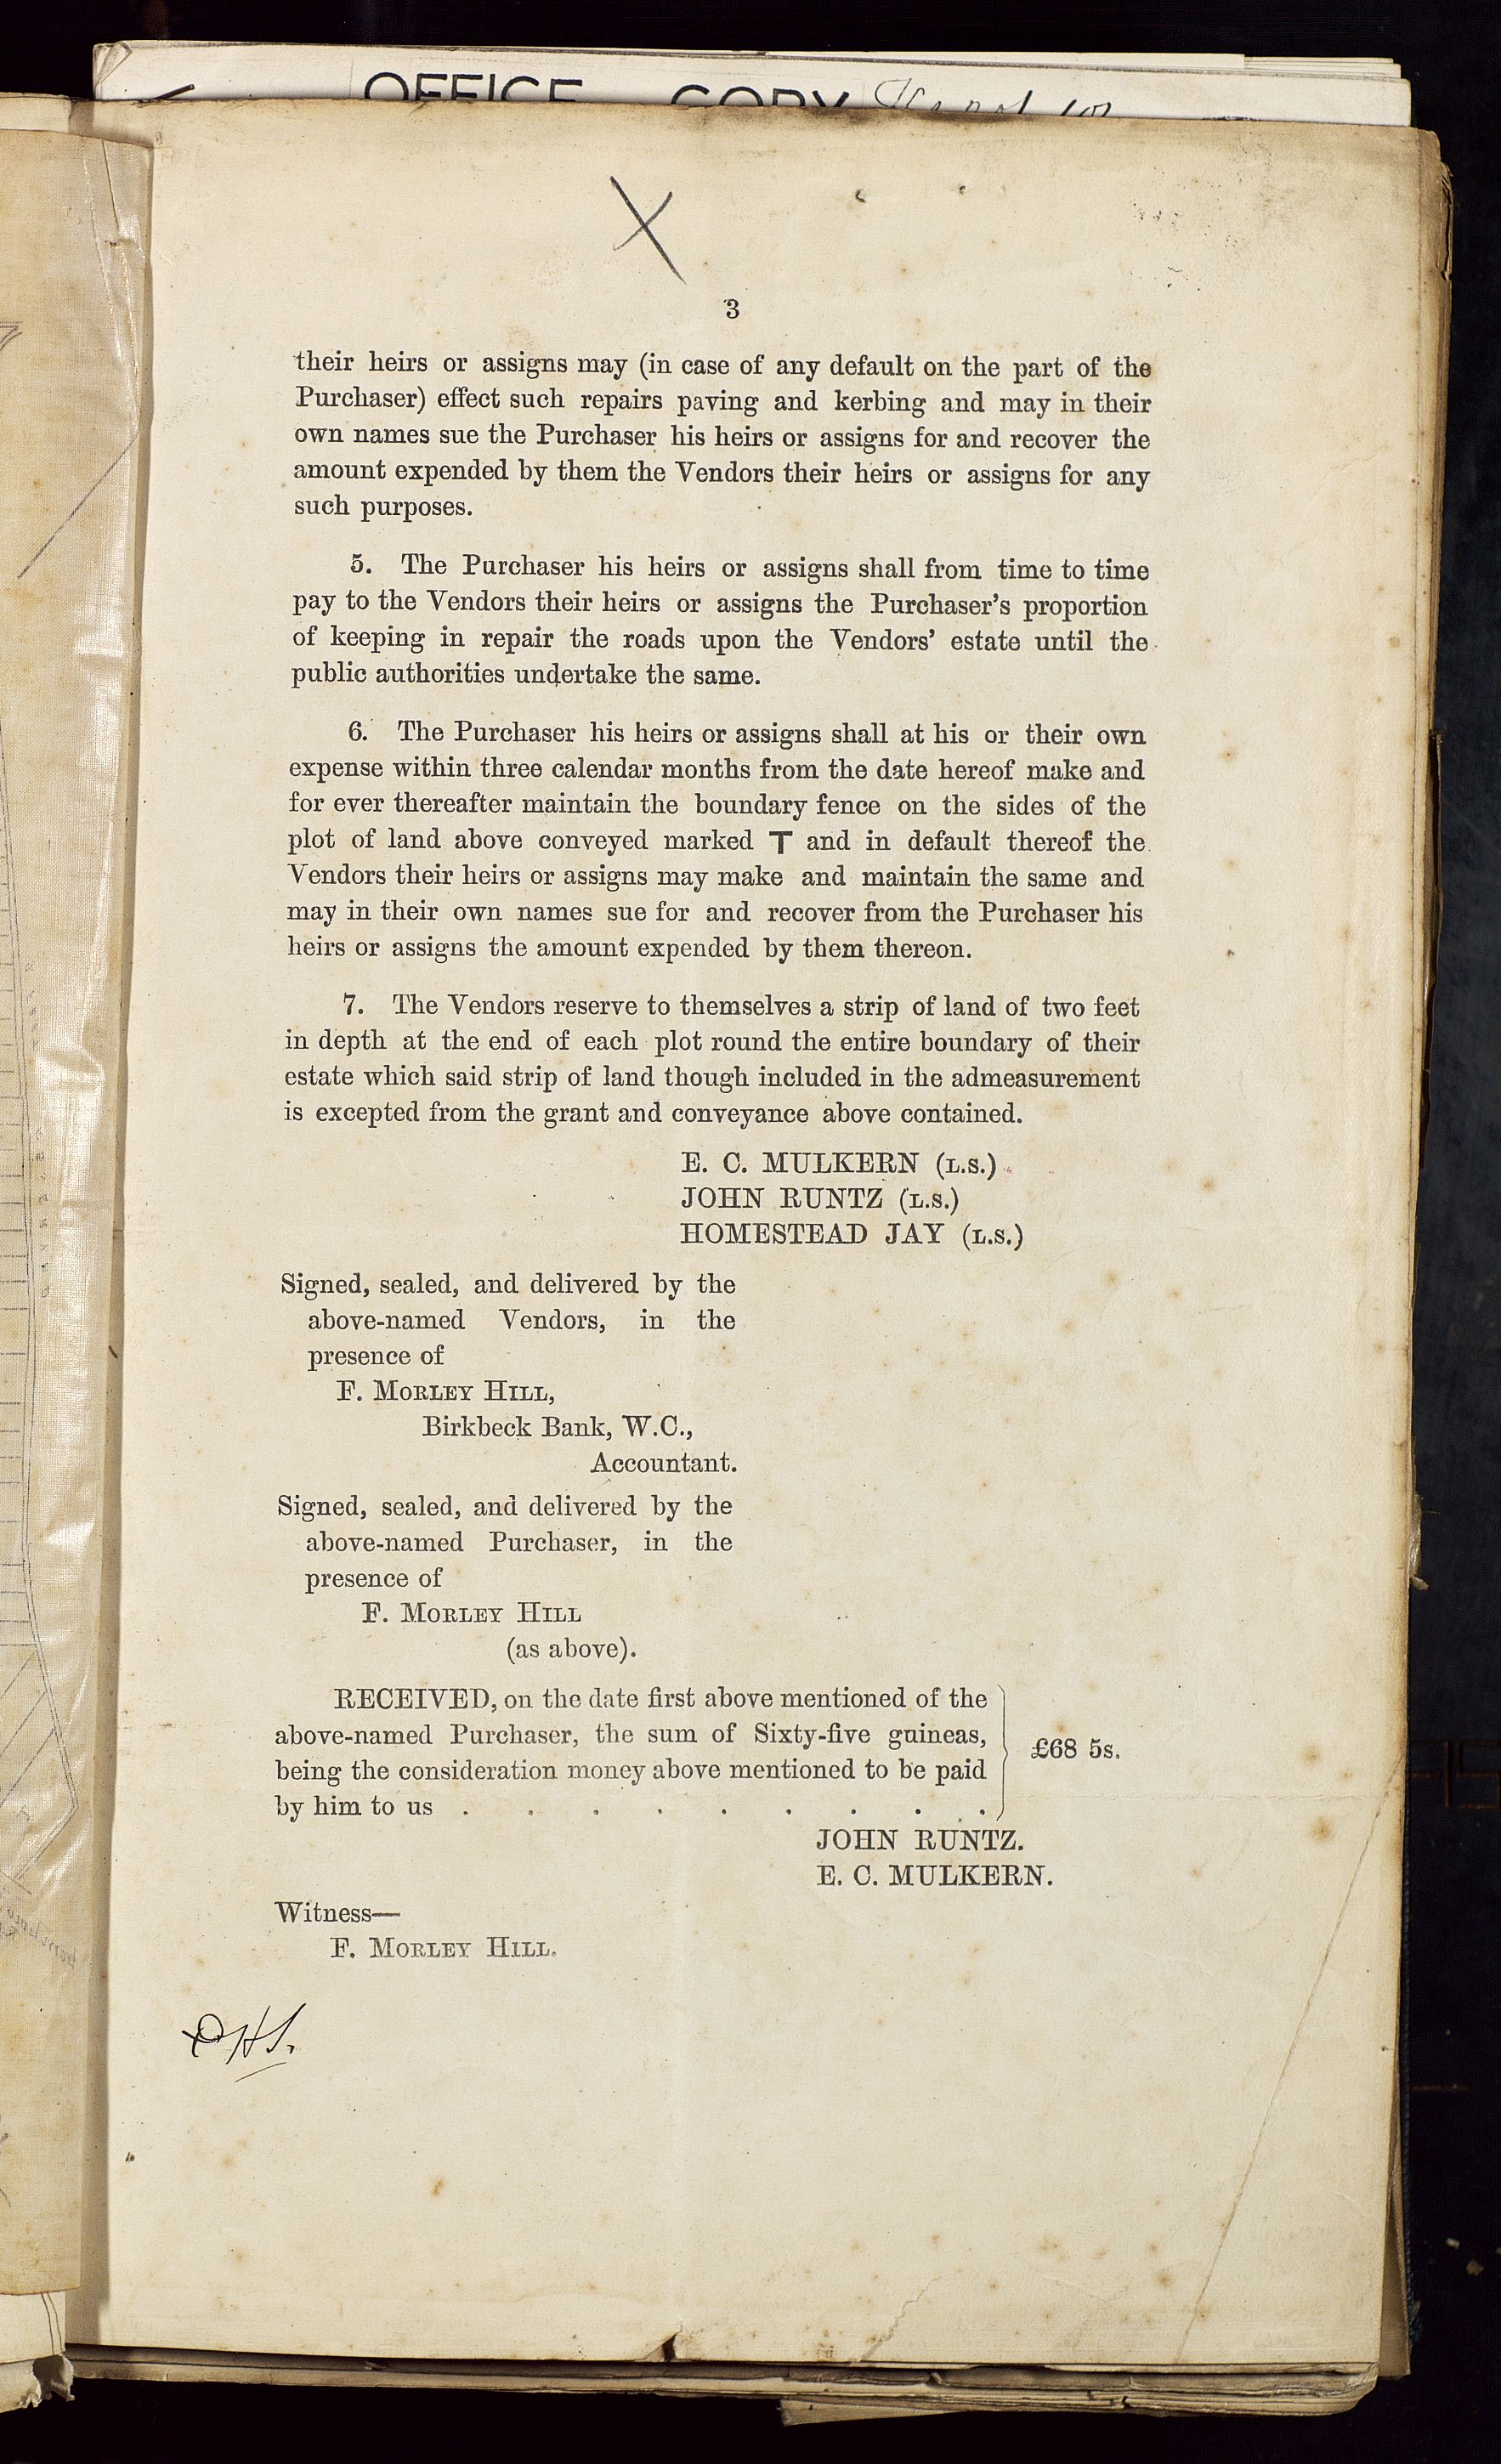 OFFICE COPY
X
3
their heirs or assigns may (in case of any default on the part of the
Purchaser) effect such repairs paving and kerbing and may in their
own names sue the Purchaser his heirs or assigns for and recover the
amount expended by them the Vendors their heirs or assigns for any
such purposes.
5. The Purchaser his heirs or assigns shall from time to time
pay to the Vendors their heirs or assigns the Purchaser's proportion
of keeping in repair the roads upon the Vendors' estate until the
public authorities undertake the same.
6. The Purchaser his heirs or assigns shall at his or their own
expense within three calendar months from the date hereof make and
for ever thereafter maintain the boundary fence on the sides of the
plot of land above conveyed marked T and in default thereof the
Vendors their heirs or assigns may make and maintain the same and
may in their own names sue for and recover from the Purchaser his
heirs or assigns the amount expended by them thereon.
7. The Vendors reserve to themselves a strip of land of two feet
in depth at the end of each plot round the entire boundary of their
estate which said strip of land though included in the admeasurement
is excepted from the grant and conveyance above contained.
E. C. MULKERN (L.S.)
JOHN RUNTZ (L.S.)
HOMESTEAD JAY (L.S.)
Signed, sealed, and delivered by the
above-named Vendors, in the
presence of
F. MORLEY HILL,
Birkbeck Bank, W.C.,
Accountant.
Signed, sealed, and delivered by the
above-named Purchaser, in the
presence of
F. MORLEY HILL
(as above).
RECEIVED, on the date first above mentioned of the
above-named Purchaser, the sum of Sixty-five guineas,
being the consideration money above mentioned to be paid
by him to us . . . . . . . . .
£68 5s.
JOHN RUNTZ.
E. C. MULKERN.
Witness—
F. MORLEY HILL.